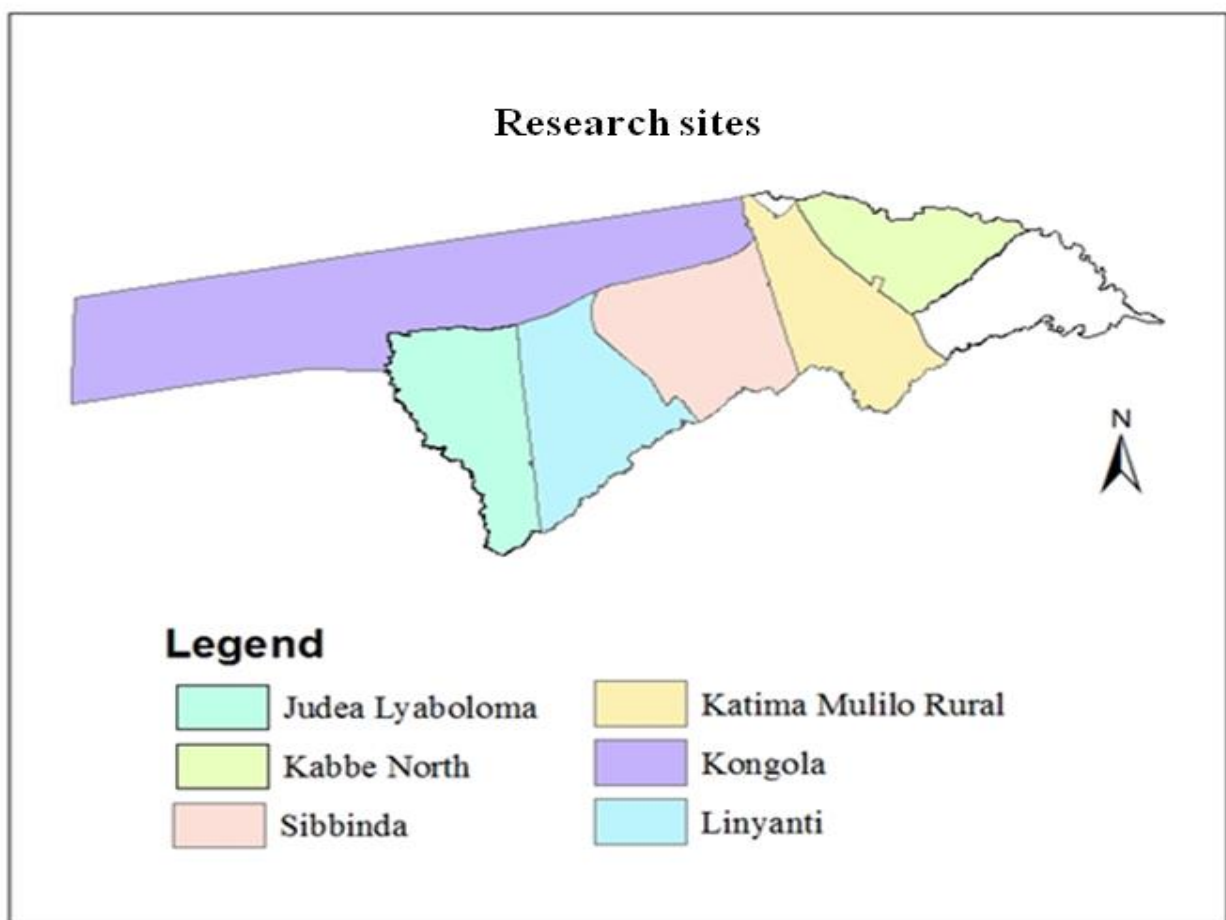 Research sites
N
Legend
Judea Lyaboloma
Kabbe North
Sibbinda
Katima Mulilo Rural
Kongola
Linyanti